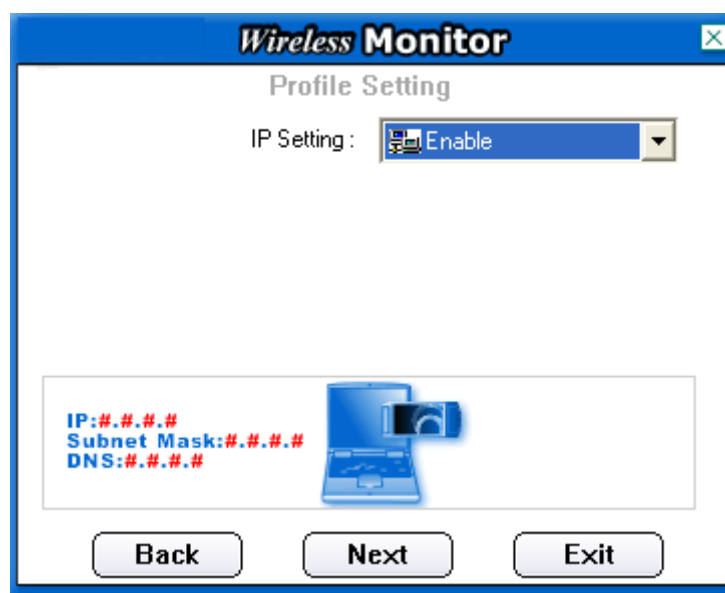 Wireless Monitor
Profile Setting
IP Setting : Enable
IP:#.#.#.#
Subnet Mask:#.#.#.#
DNS:#.#.#.#
Back Next Exit